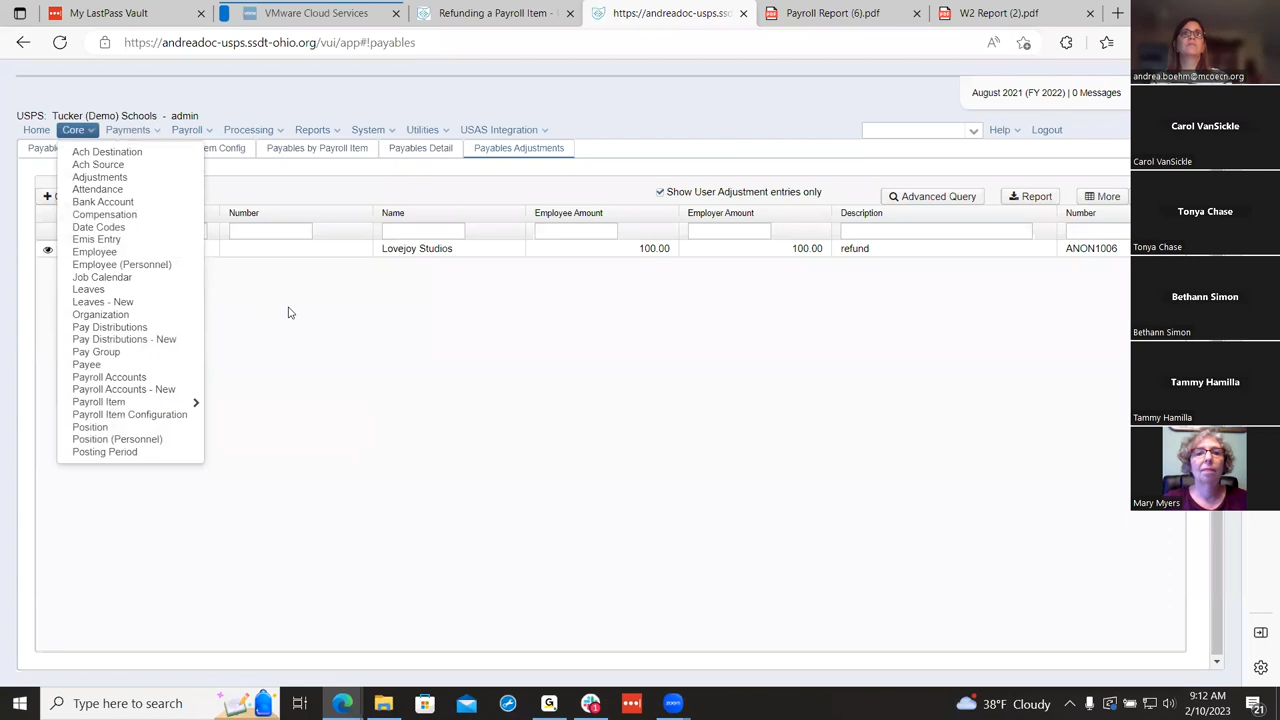 My LastPass Vault
VMware Cloud Services
Refunding a Payroll Item -
https://andreadoc-usps.ssd
Payroll Report (6).pdf
W2 Report (2).pdf
https://andreadoc-usps.ssdt-ohio.org/vui/app#!payables
andrea.boehm@mcoecn.org
August 2021 (FY 2022) | 0 Messages
USPS: Tucker (Demo) Schools - admin
Home Core Payments Payroll Processing Reports System Utilities USAS Integration Help Logout
Payab em Config Payables by Payroll Item Payables Detail Payables Adjustments
Ach Destination
Ach Source
Adjustments
Attendance
Bank Account
Compensation
Date Codes
Emis Entry
Employee
Employee (Personnel)
Job Calendar
Leaves
Leaves - New
Organization
Pay Distributions
Pay Distributions - New
Pay Group
Payee
Payroll Accounts
Payroll Accounts - New
Payroll Item
Payroll Item Configuration
Position
Position (Personnel)
Posting Period
Show User Adjustment entries only
Advanced Query
Report
More
Number Name Employee Amount Employer Amount Description Number
Lovejoy Studios 100.00 100.00 refund ANON1006
Carol VanSickle
Carol VanSickle
Tonya Chase
Tonya Chase
Bethann Simon
Bethann Simon
Tammy Hamilla
Tammy Hamilla
Mary Myers
Type here to search
38°F Cloudy
9:12 AM
2/10/2023
21